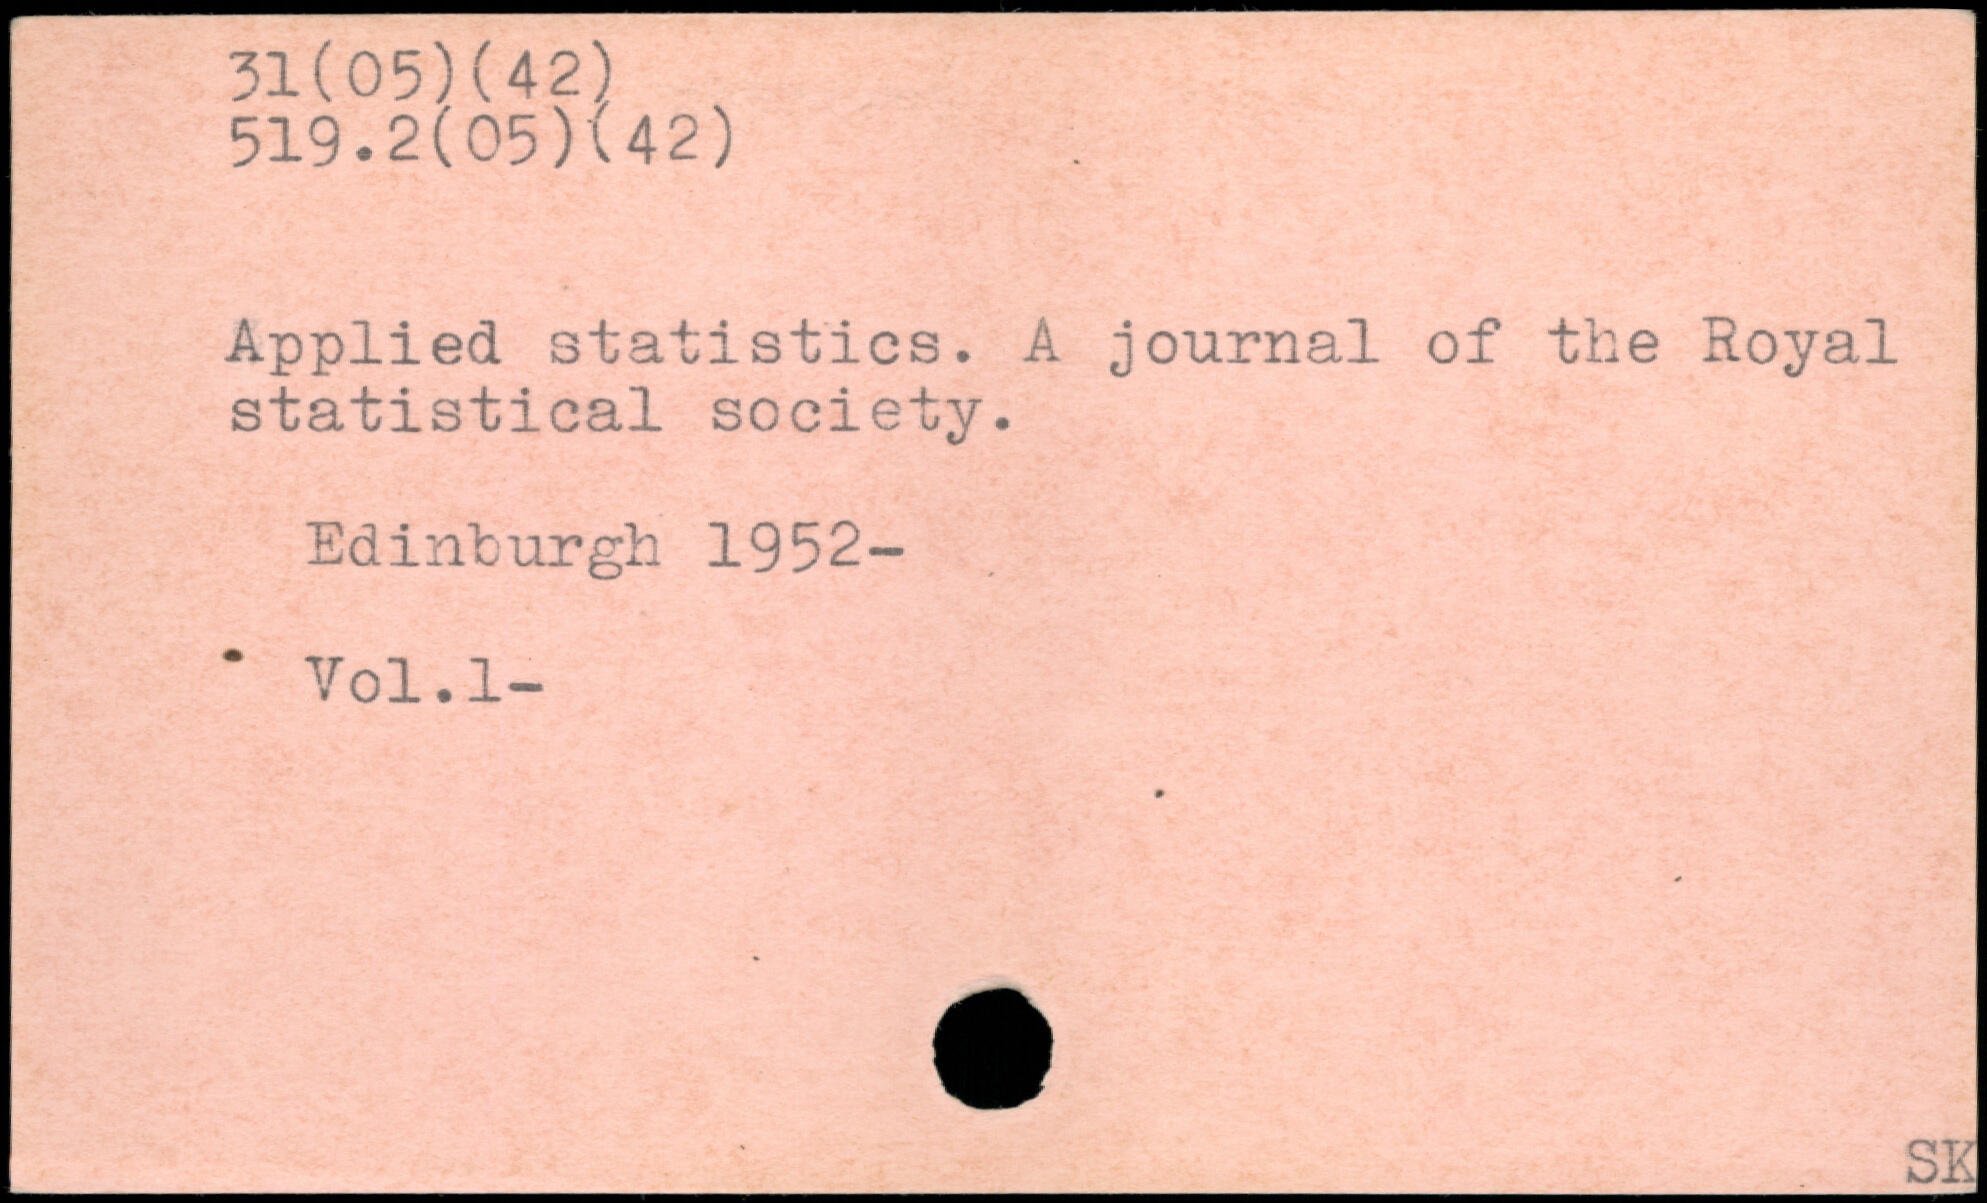 31(05)(42)
519.2(05)(42)
Applied statistics. A journal of the Royal
statistical society.
Edinburgh 1952-
Vol.1-
SK